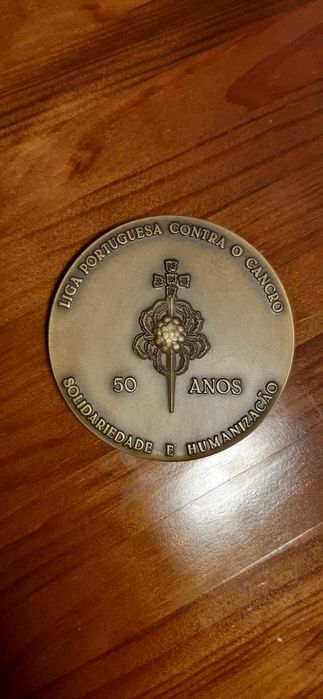 LIGA PORTUGUESA CONTRA O CANCRO
50 ANOS
SOLIDARIEDADE E HUMANIZAÇÃO